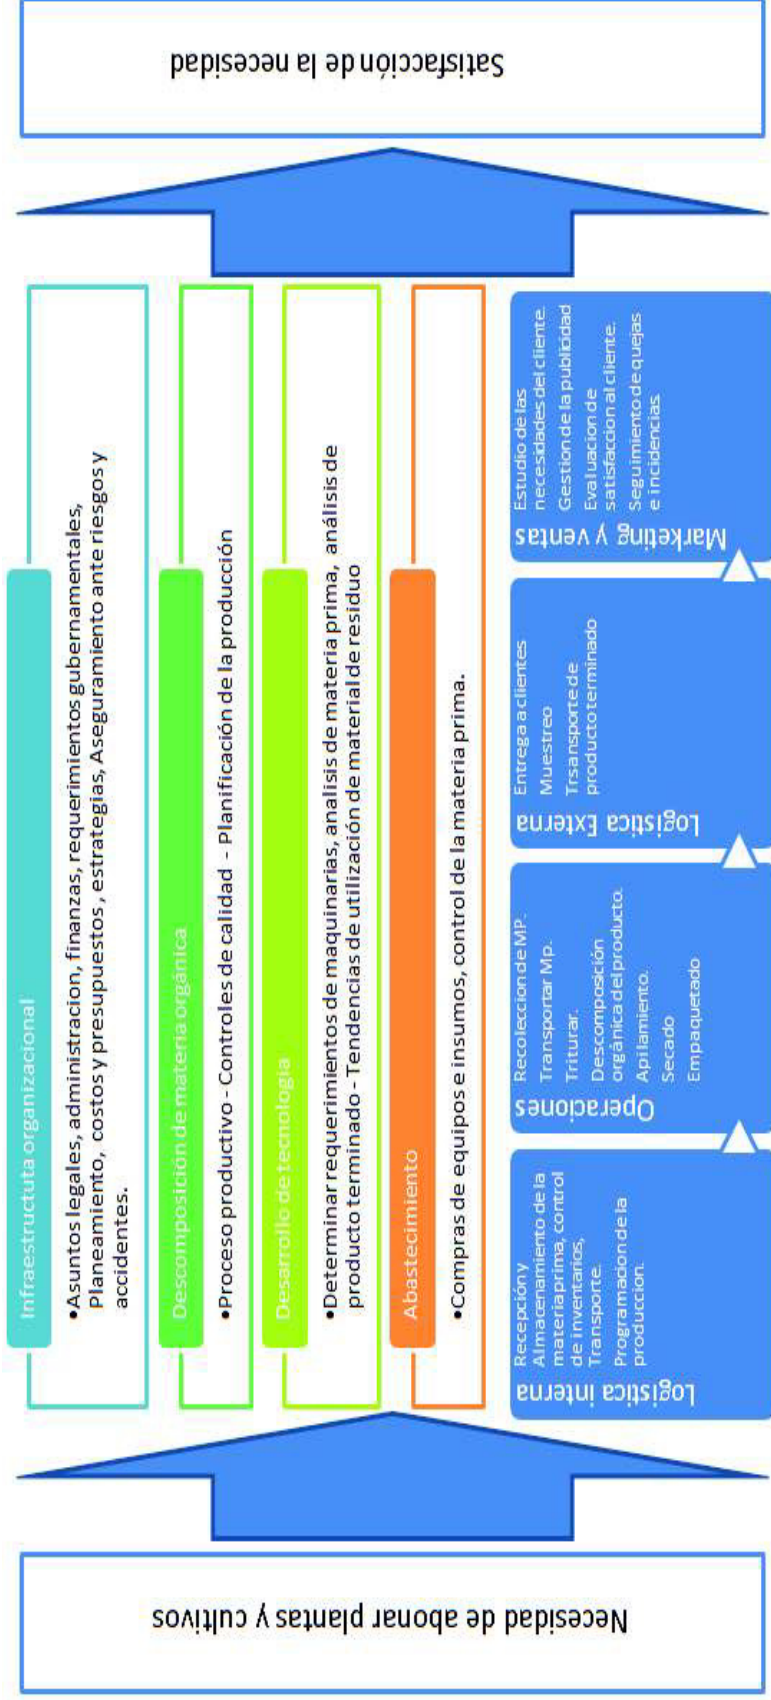 Necesidad de abonar plantas y cultivos
Infraestructuta organizacional
•Asuntos legales, administracion, finanzas, requerimientos gubernamentales,
Planeamiento, costos y presupuestos, estrategias, Aseguramiento ante riesgos y
accidentes.
Descomposición de materia orgánica
•Proceso productivo - Controles de calidad - Planificación de la producción
Desarrollo de tecnologia
•Determinar requerimientos de maquinarias, analisis de materia prima, análisis de
producto terminado - Tendencias de utilización de material de residuo
Abastecimiento
•Compras de equipos e insumos, control de la materia prima.
Logistica interna
Recepción y
Almacenamiento de la
materia prima, control
de inventarios,
Transporte.
Programacion de la
produccion.
Operaciones
Recoleccion de MP.
Transportar Mp.
Triturar.
Descomposición
orgánica del producto.
Apilamiento.
Secado
Empaquetado
Logistica Externa
Entrega a clientes
Muestreo
Trsansporte de
producto terminado
Marketing y ventas
Estudio de las
necesidades del cliente.
Gestion de la publicidad
Evaluacion de
satisfaccion al cliente.
Seguimiento de quejas
e incidencias.
Satisfacción de la necesidad